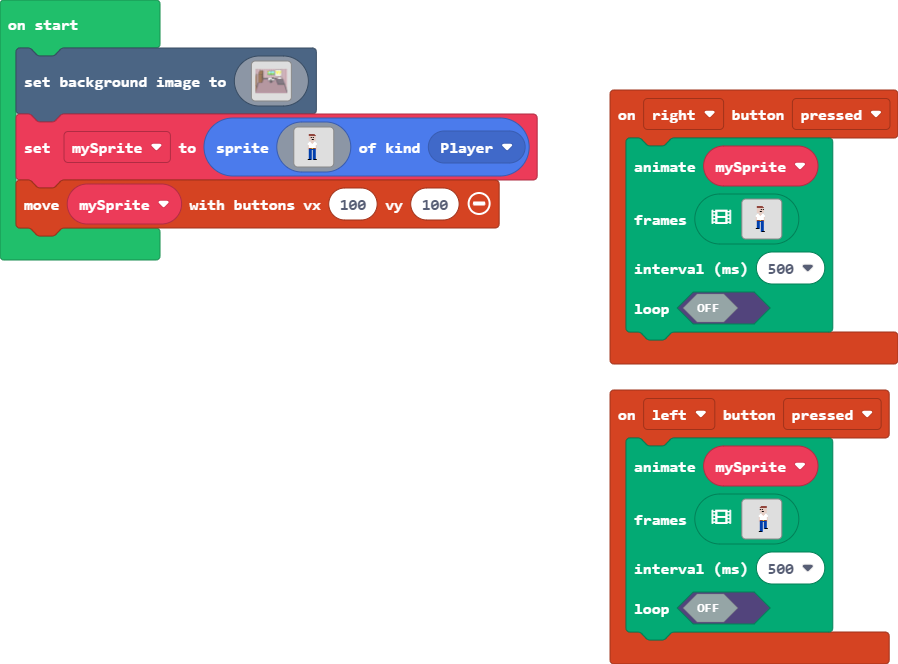 on start
set background image to
set mySprite to sprite of kind Player
move mySprite with buttons vx 100 vy 100
on right button pressed
animate mySprite
frames
interval (ms) 500
loop OFF
on left button pressed
animate mySprite
frames
interval (ms) 500
loop OFF